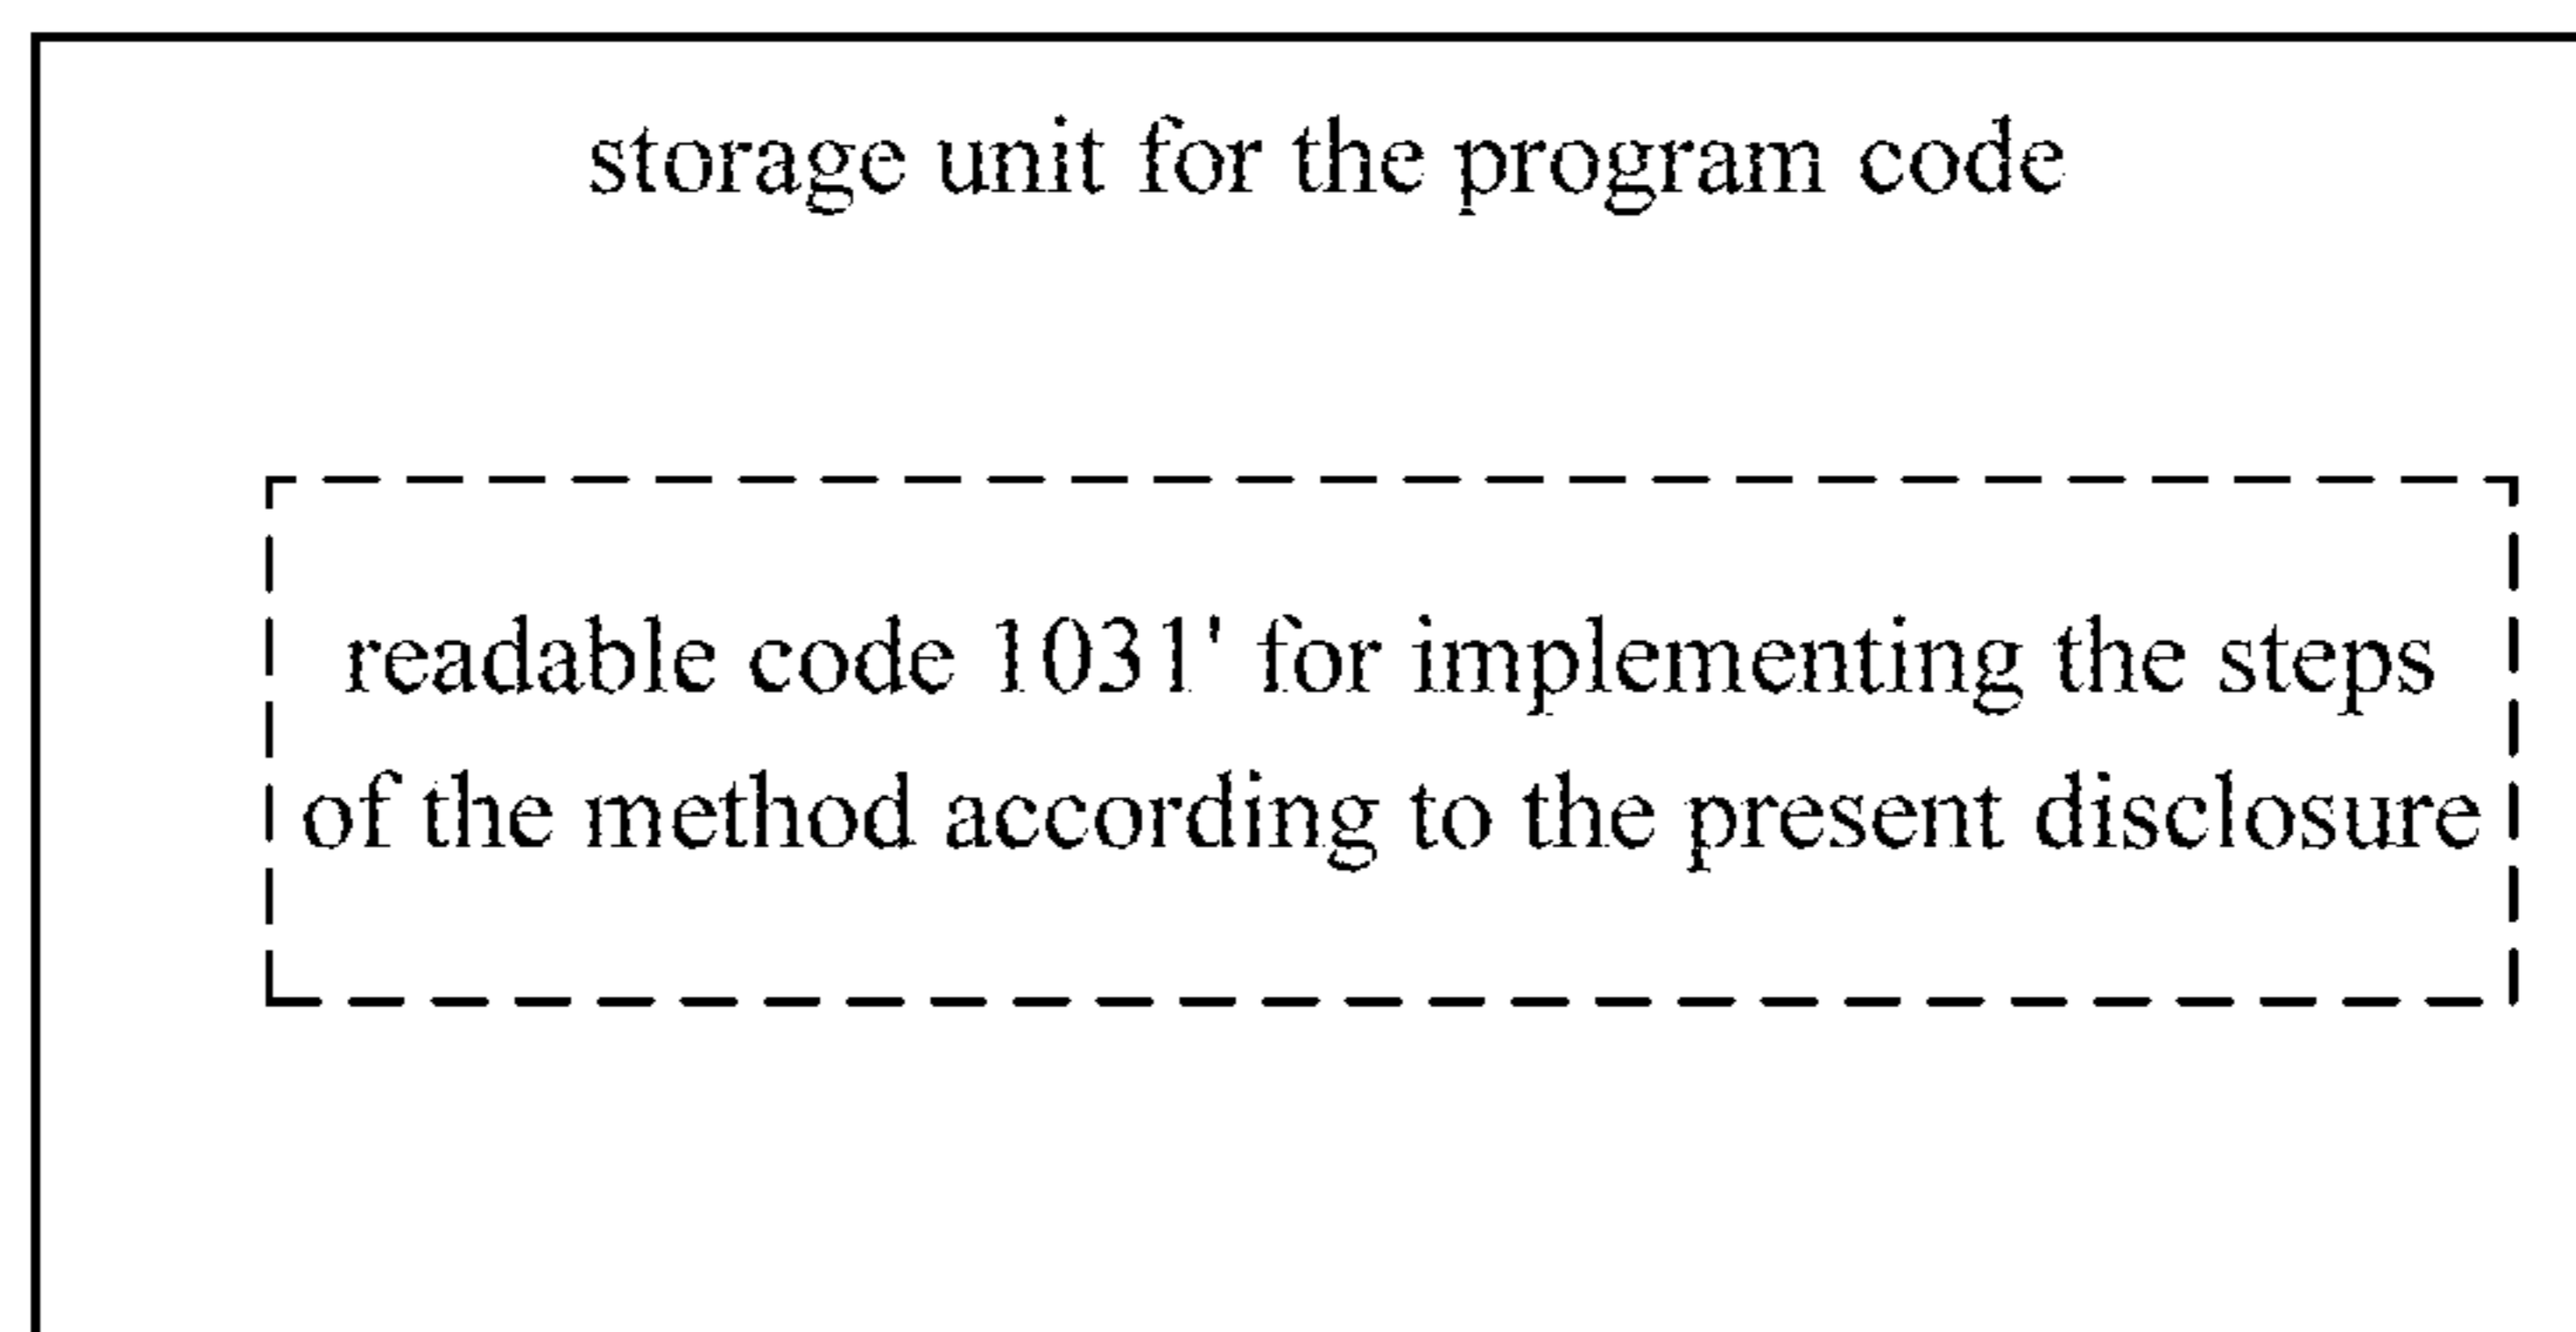 storage unit for the program code
readable code 1031' for implementing the steps
of the method according to the present disclosure